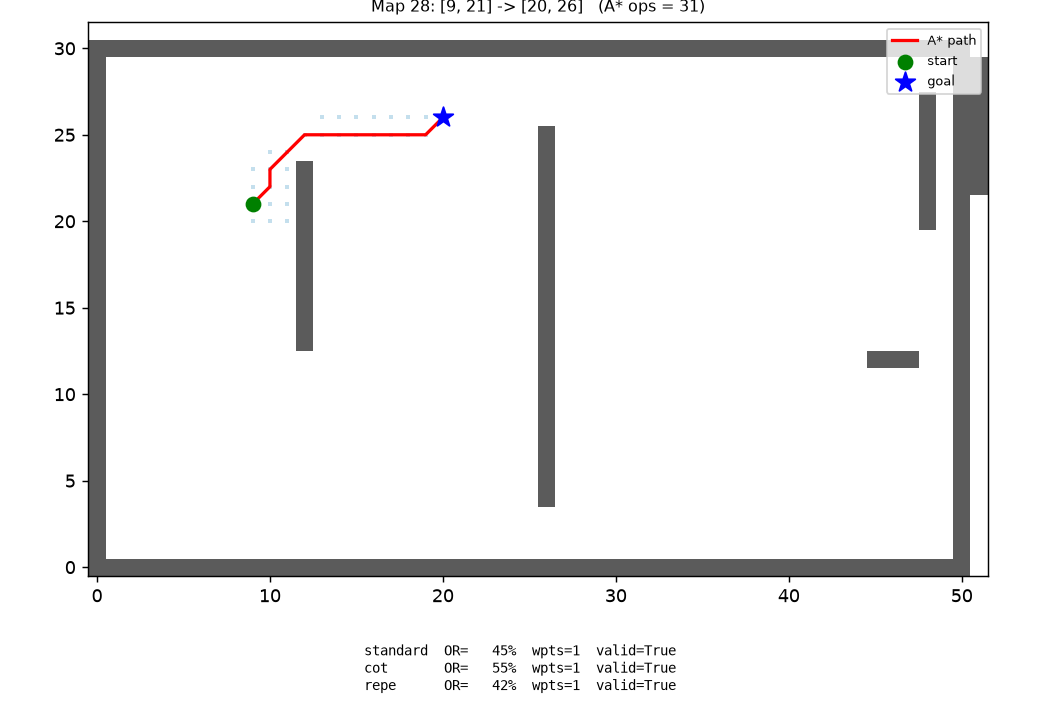 Map 28: [9, 21] -> [20, 26]   (A* ops = 31)
A* path
start
goal
30
25
20
15
10
5
0
0 10 20 30 40 50
standard  OR=   45%  wpts=1  valid=True
cot       OR=   55%  wpts=1  valid=True
repe      OR=   42%  wpts=1  valid=True